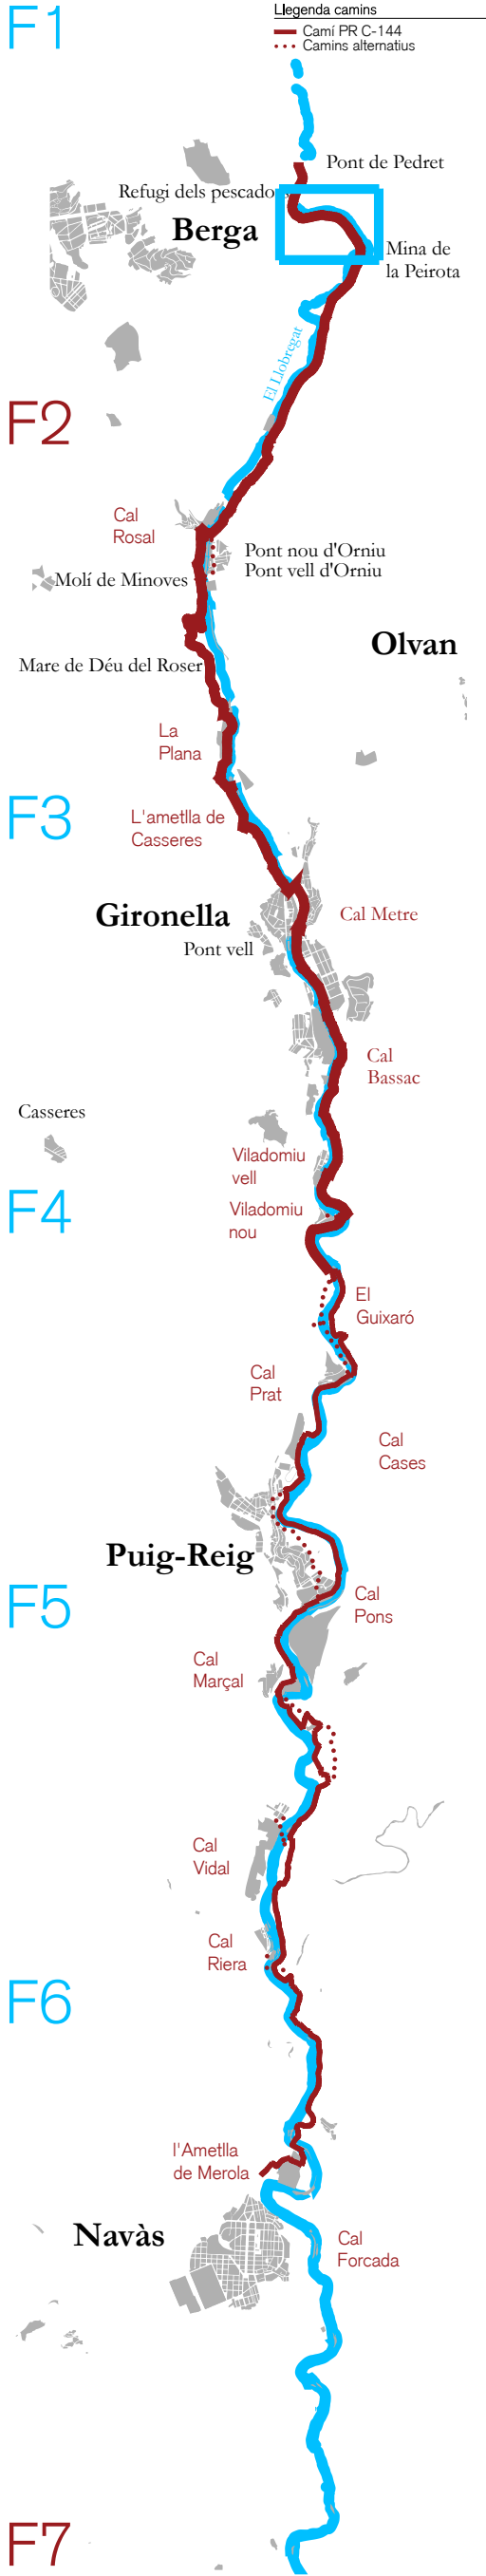 F1
Llegenda camins
Camí PR C-144
Camins alternatius
Pont de Pedret
Refugi dels pescado
Berga
Mina de
la Peirota
El Llobregat
F2
Cal
Rosal
Pont nou d'Orniu
Pont vell d'Orniu
Molí de Minoves
Olvan
Mare de Déu del Roser
La
Plana
F3
L'ametlla de
Casseres
Gironella
Cal Metre
Pont vell
Cal
Bassac
Casseres
Viladomiu
vell
F4
Viladomiu
nou
El
Guixaró
Cal
Prat
Cal
Cases
Puig-Reig
F5
Cal
Pons
Cal
Marçal
Cal
Vidal
Cal
Riera
F6
l'Ametlla
de Merola
Navàs
Cal
Forcada
F7